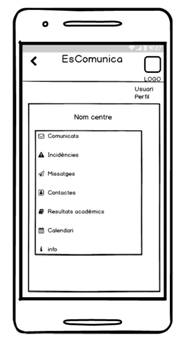 EsComunica
LOGO
Usuari
Perfil
Nom centre
Comunicats
Incidències
Missatges
Contactes
Resultats acadèmics
Calendari
info